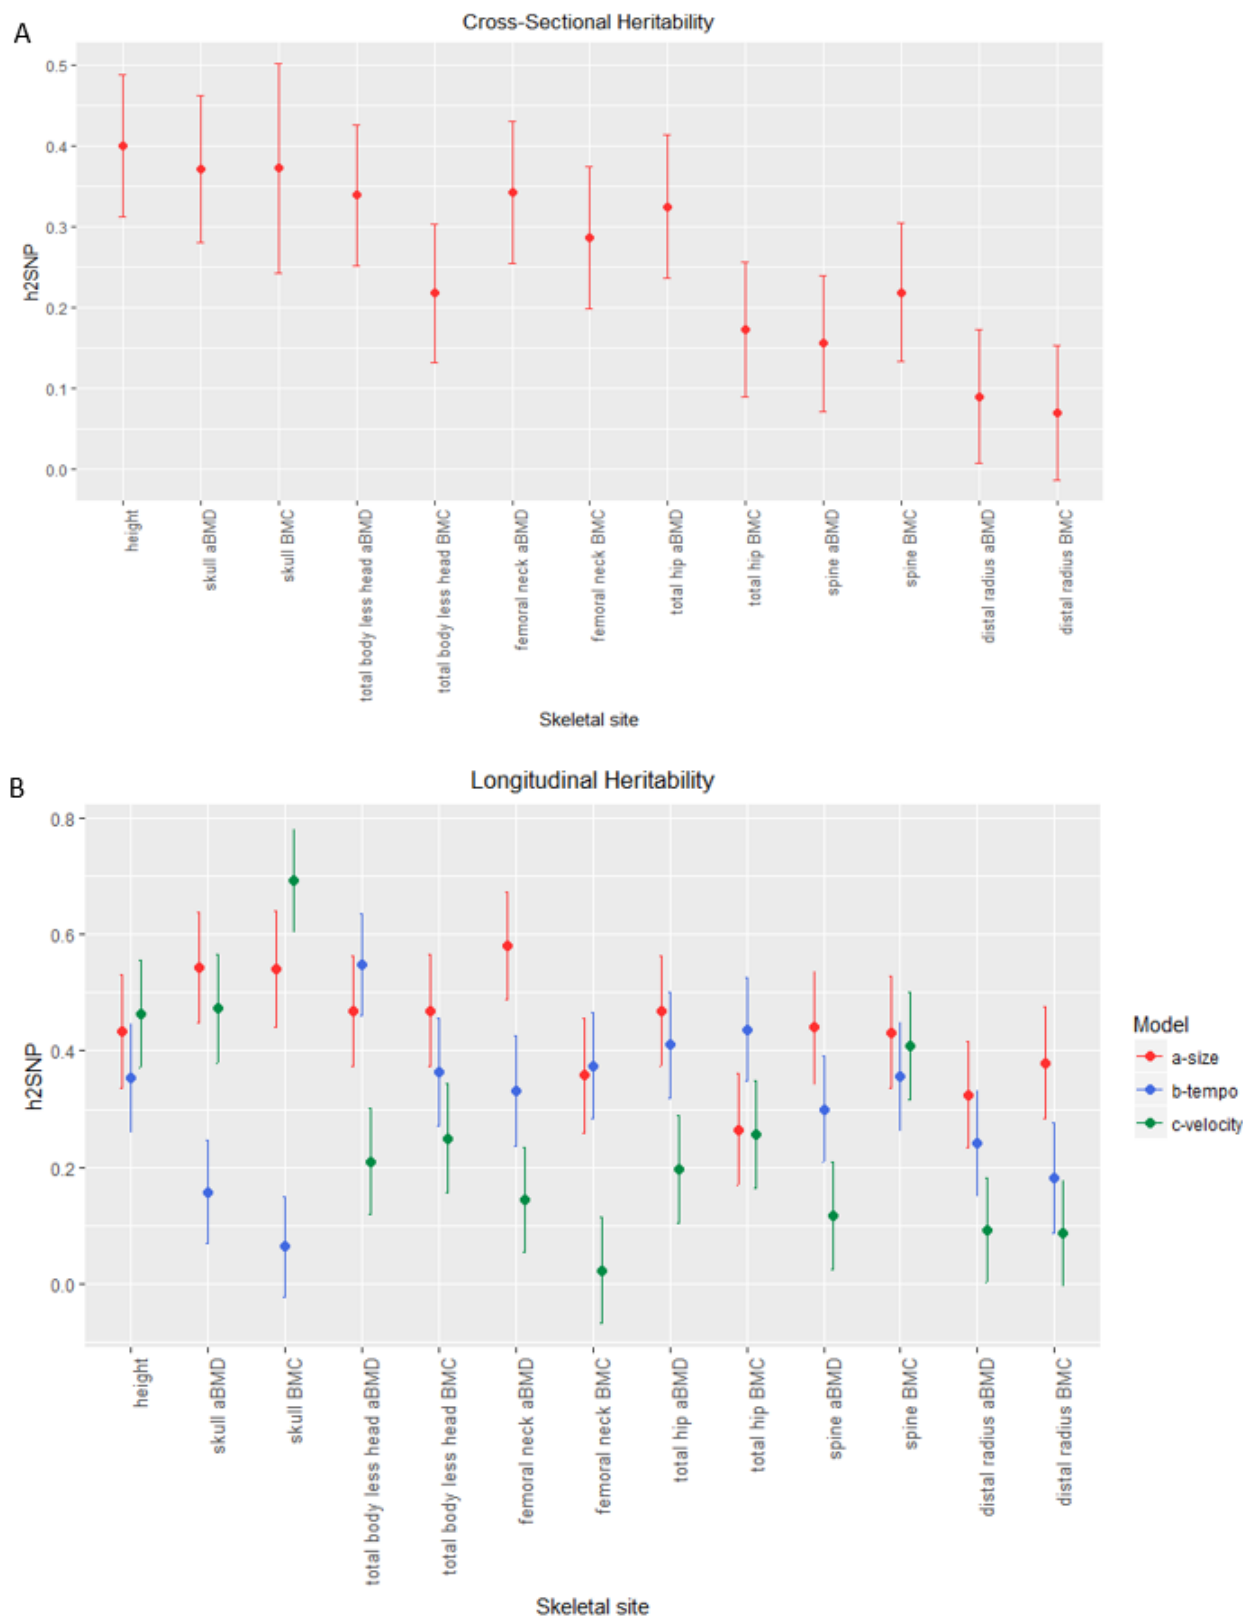 A
Cross-Sectional Heritability
h2SNP
0.5
0.4
0.3
0.2
0.1
0.0
height
skull aBMD
skull BMC
total body less head aBMD
total body less head BMC
femoral neck aBMD
femoral neck BMC
total hip aBMD
total hip BMC
spine aBMD
spine BMC
distal radius aBMD
distal radius BMC
Skeletal site
B
Longitudinal Heritability
h2SNP
0.8
0.6
0.4
0.2
0.0
height
skull aBMD
skull BMC
total body less head aBMD
total body less head BMC
femoral neck aBMD
femoral neck BMC
total hip aBMD
total hip BMC
spine aBMD
spine BMC
distal radius aBMD
distal radius BMC
Skeletal site
Model
a-size
b-tempo
c-velocity